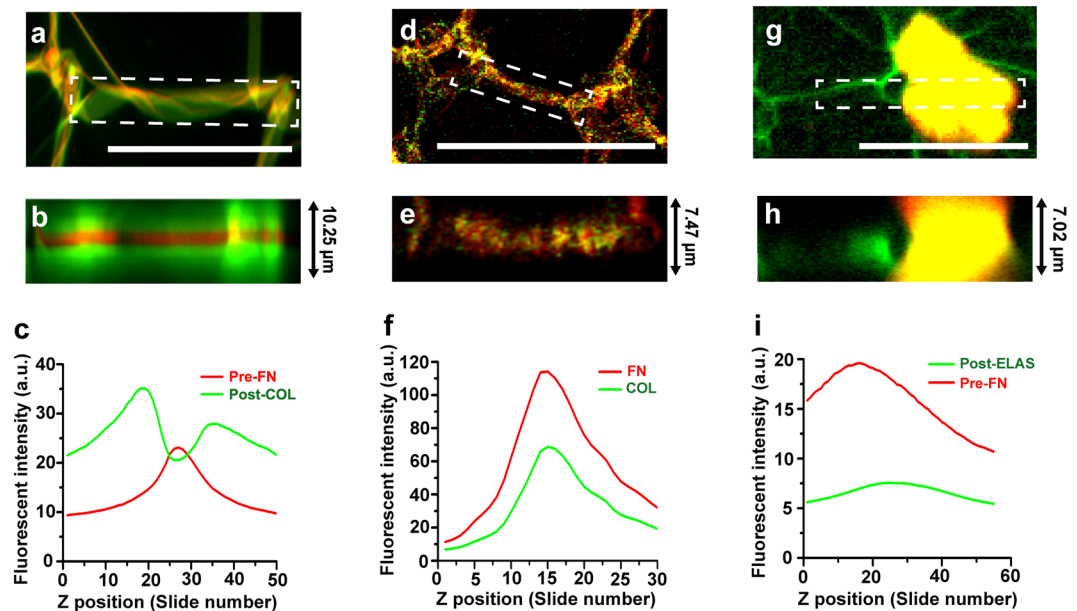 a
d
g
b
10.25 µm
e
7.47 µm
h
7.02 µm
c
Fluorescent intensity (a.u.)
40
30
20
10
0
Pre-FN
Post-COL
0 10 20 30 40 50
Z position (Slide number)
f
Fluorescent intensity (a.u.)
120
100
80
60
40
20
0
FN
COL
0 5 10 15 20 25 30
Z position (Slide number)
i
Fluorescent intensity (a.u.)
20
15
10
5
0
Post-ELAS
Pre-FN
0 20 40 60
Z position (Slide number)